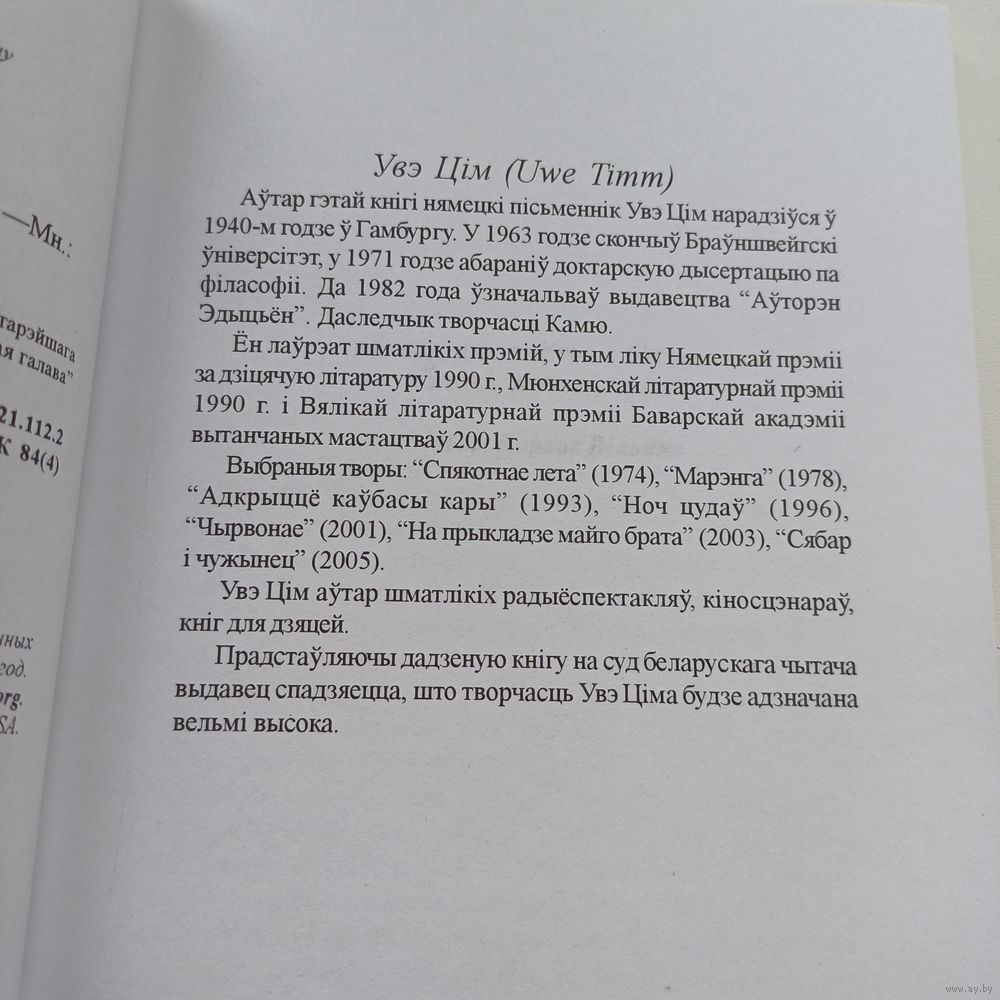 —Мн.:
тарэйшага
ая галава”
21.112.2
К 84(4)
год.
org.
SA.
Увэ Цім (Uwe Timm)
Аўтар гэтай кнігі нямецкі пісьменнік Увэ Цім нарадзіўся ў
1940-м годзе ў Гамбургу. У 1963 годзе скончыў Браўншвейгскі
ўніверсітэт, у 1971 годзе абараніў доктарскую дысертацыю па
філасофіі. Да 1982 года ўзначальваў выдавецтва “Аўторэн
Эдыцьён”. Даследчык творчасці Камю.
Ён лаўрэат шматлікіх прэмій, у тым ліку Нямецкай прэміі
за дзіцячую літаратуру 1990 г., Мюнхенскай літаратурнай прэміі
1990 г. і Вялікай літаратурнай прэміі Баварскай акадэміі
вытанчаных мастацтваў 2001 г.
Выбраныя творы: “Спякотнае лета” (1974), “Марэнга” (1978),
“Адкрыццё каўбасы кары” (1993), “Ноч цудаў” (1996),
“Чырвонае” (2001), “На прыкладзе майго брата” (2003), “Сябар
і чужынец” (2005).
Увэ Цім аўтар шматлікіх радыёспектакляў, кіносцэнараў,
кніг для дзяцей.
Прадстаўляючы дадзеную кнігу на суд беларускага чытача
выдавец спадзяецца, што творчасць Увэ Ціма будзе адзначана
вельмі высока.
www.ay.by